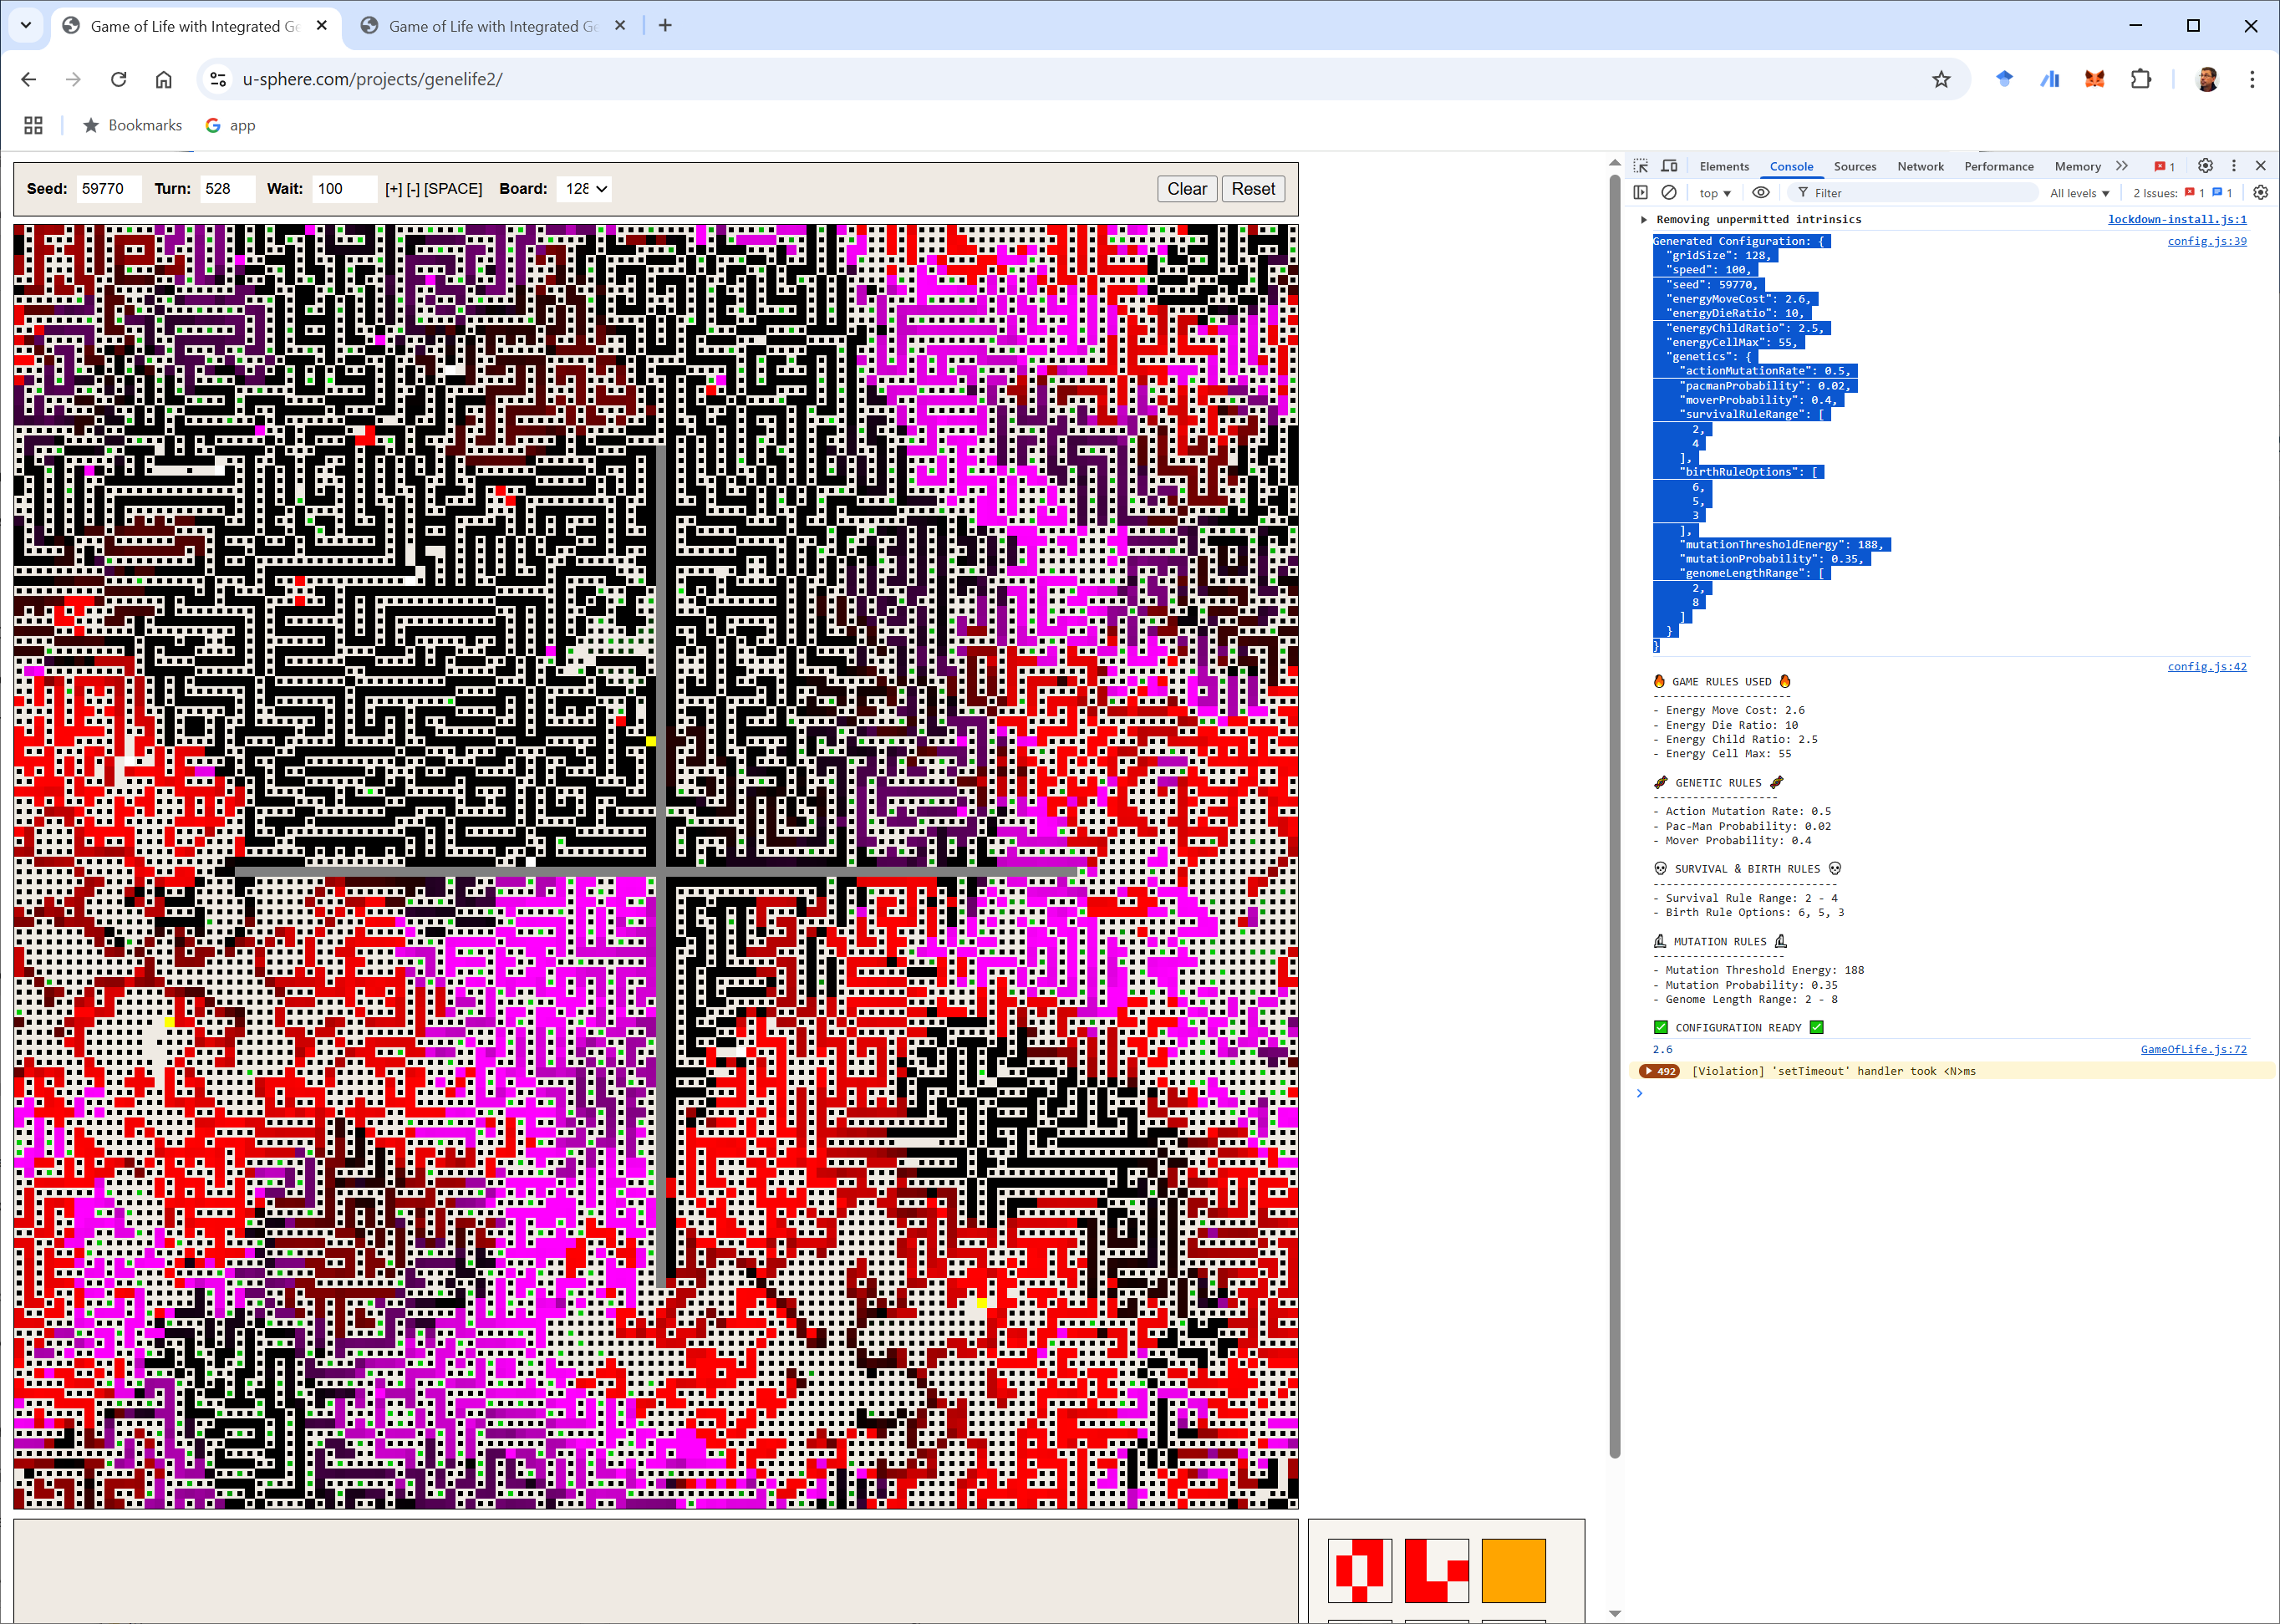 Game of Life with Integrated Ge
Game of Life with Integrated Ge
u-sphere.com/projects/genelife2/
Bookmarks
app
Seed: 59770 Turn: 528 Wait: 100 [+] [-] [SPACE] Board: 128 Clear Reset
Elements Console Sources Network Performance Memory 1
top Filter All levels 2 Issues: 1 1
Removing unpermitted intrinsics lockdown-install.js:1
Generated Configuration: { config.js:39
"gridSize": 128,
"speed": 100,
"seed": 59770,
"energyMoveCost": 2.6,
"energyDieRatio": 10,
"energyChildRatio": 2.5,
"energyCellMax": 55,
"genetics": {
"actionMutationRate": 0.5,
"pacmanProbability": 0.02,
"moverProbability": 0.4,
"survivalRuleRange": [
2,
4
],
"birthRuleOptions": [
6,
5,
3
],
"mutationThresholdEnergy": 188,
"mutationProbability": 0.35,
"genomeLengthRange": [
2,
8
]
}
}
config.js:42
🔥 GAME RULES USED 🔥
--------------------
- Energy Move Cost: 2.6
- Energy Die Ratio: 10
- Energy Child Ratio: 2.5
- Energy Cell Max: 55
GENETIC RULES
------------------
- Action Mutation Rate: 0.5
- Pac-Man Probability: 0.02
- Mover Probability: 0.4
💀 SURVIVAL & BIRTH RULES 💀
---------------------------
- Survival Rule Range: 2 - 4
- Birth Rule Options: 6, 5, 3
MUTATION RULES
-------------------
- Mutation Threshold Energy: 188
- Mutation Probability: 0.35
- Genome Length Range: 2 - 8
✅ CONFIGURATION READY ✅
2.6 GameOfLife.js:72
492 [Violation] 'setTimeout' handler took <N>ms